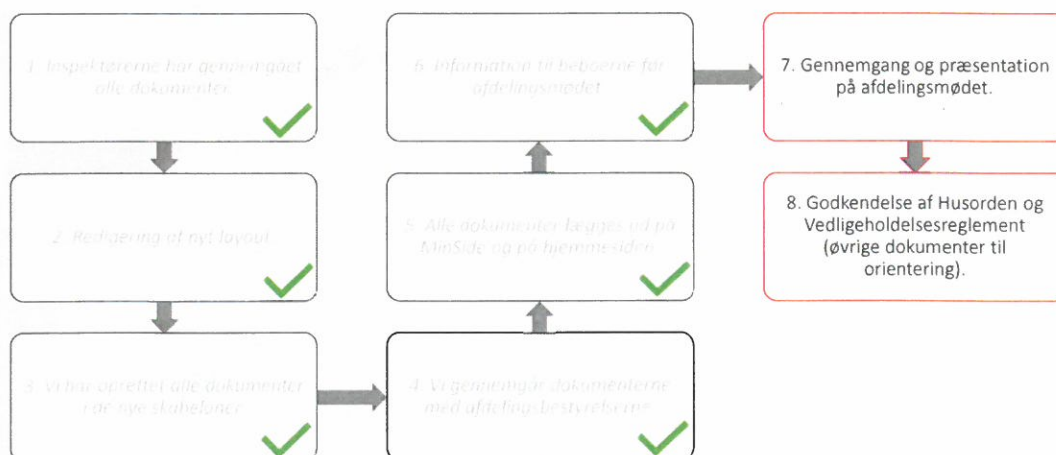 1. Inspektørerne har gennemgået
alle dokumenter.
2. Redigering af nyt layout.
3. Vi har oprettet alle dokumenter
i de nye skabeloner.
4. Vi gennemgår dokumenterne
med afdelingsbestyrelserne.
5. Alle dokumenter lægges ud på
MinSide og på hjemmesiden.
6. Information til beboerne før
afdelingsmødet.
7. Gennemgang og præsentation
på afdelingsmødet.
8. Godkendelse af Husorden og
Vedligeholdelsesreglement
(øvrige dokumenter til
orientering).